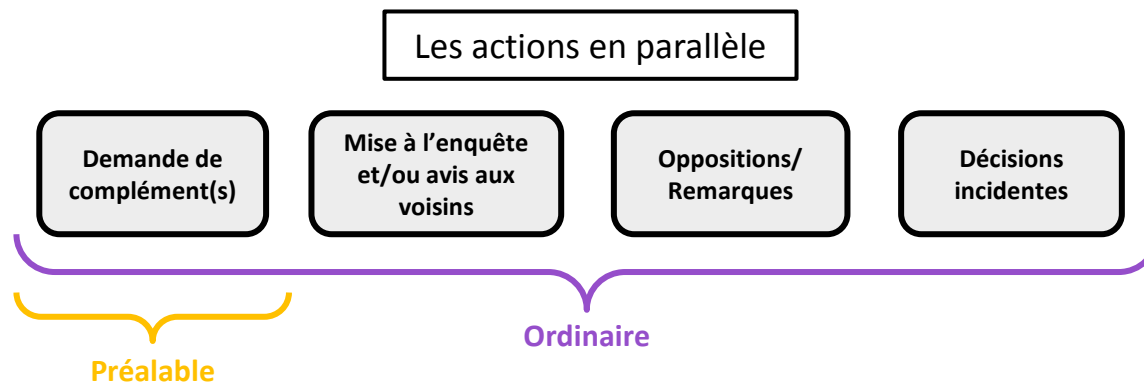 Les actions en parallèle
Demande de
complément(s)
Mise à l’enquête
et/ou avis aux
voisins
Oppositions/
Remarques
Décisions
incidentes
Ordinaire
Préalable